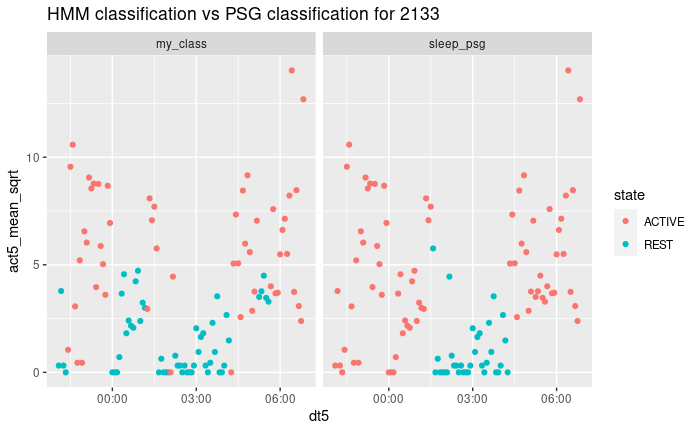 HMM classification vs PSG classification for 2133
my_class
sleep_psg
act5_mean_sqrt
10
5
0
00:00
03:00
06:00
00:00
03:00
06:00
dt5
state
ACTIVE
REST